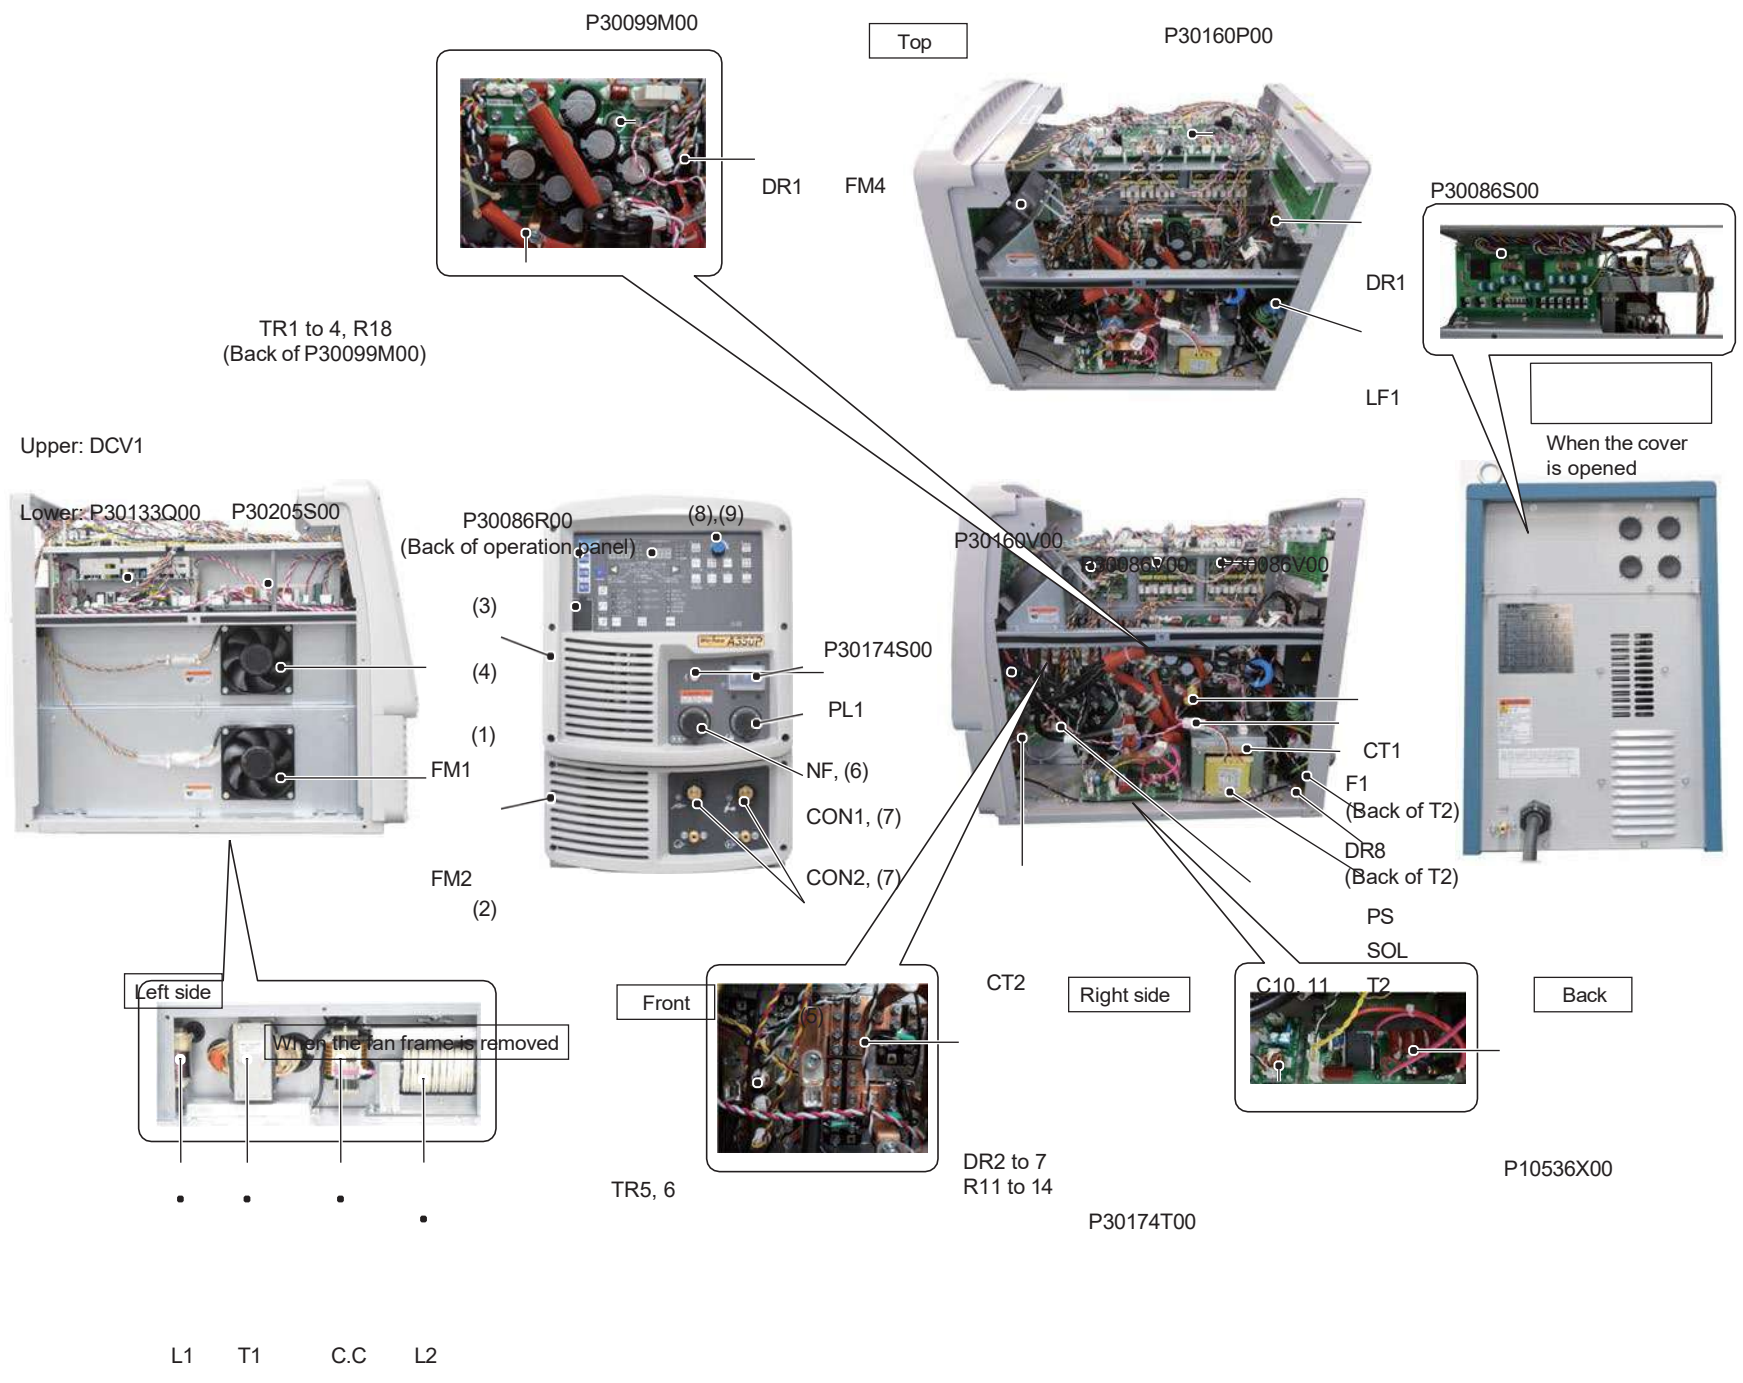 P30099M00
Top
P30160P00
DR1
FM4
P30086S00
DR1
TR1 to 4, R18
(Back of P30099M00)
LF1
When the cover
is opened
Upper: DCV1
Lower: P30133Q00
P30205S00
P30086R00
(Back of operation panel)
(8),(9)
P30160V00
P30086V00
P30086V00
(3)
A350P
P30174S00
(4)
PL1
(1)
FM1
NF, (6)
CON1, (7)
CT1
F1
(Back of T2)
DR8
(Back of T2)
FM2
(2)
CON2, (7)
PS
SOL
C10, 11
T2
Left side
Front
CT2
Right side
Back
(5)
When the fan frame is removed
TR5, 6
DR2 to 7
R11 to 14
P10536X00
P30174T00
L1
T1
C.C
L2